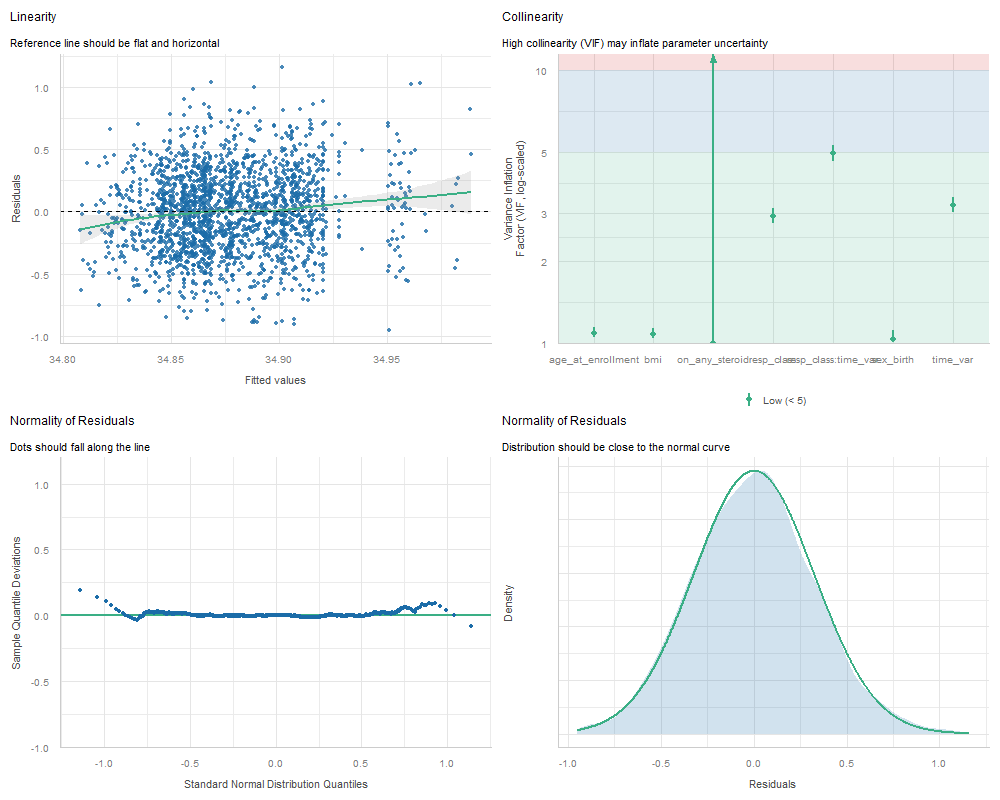 Linearity
Reference line should be flat and horizontal
Residuals
1.0
0.5
0.0
-0.5
-1.0
34.80
34.85
34.90
34.95
Fitted values
Collinearity
High collinearity (VIF) may inflate parameter uncertainty
Variance Inflation
Factor (VIF, log-scaled)
10
5
3
2
1
age_at_enrollment
bmi
on_any_steroid
resp_class
resp_class:time_var
sex_birth
time_var
Low (< 5)
Normality of Residuals
Dots should fall along the line
Sample Quantile Deviations
1.0
0.5
0.0
-0.5
-1.0
-1.0
-0.5
0.0
0.5
1.0
Standard Normal Distribution Quantiles
Normality of Residuals
Distribution should be close to the normal curve
Density
-1.0
-0.5
0.0
0.5
1.0
Residuals